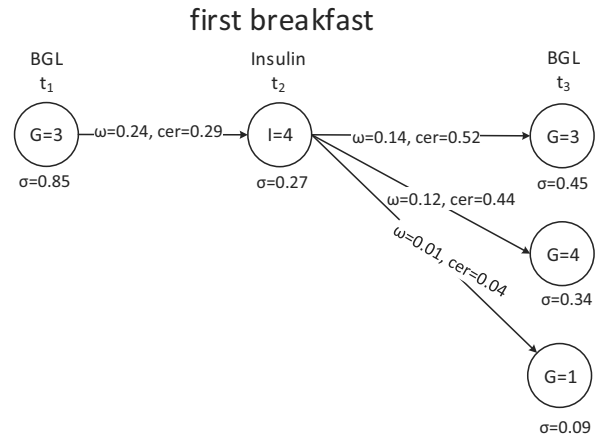 first breakfast
BGL
t₁
Insulin
t₂
BGL
t₃
G=3
ω=0.24, cer=0.29
I=4
ω=0.14, cer=0.52
G=3
σ=0.85
σ=0.27
σ=0.45
ω=0.12, cer=0.44
ω=0.01, cer=0.04
G=4
σ=0.34
G=1
σ=0.09